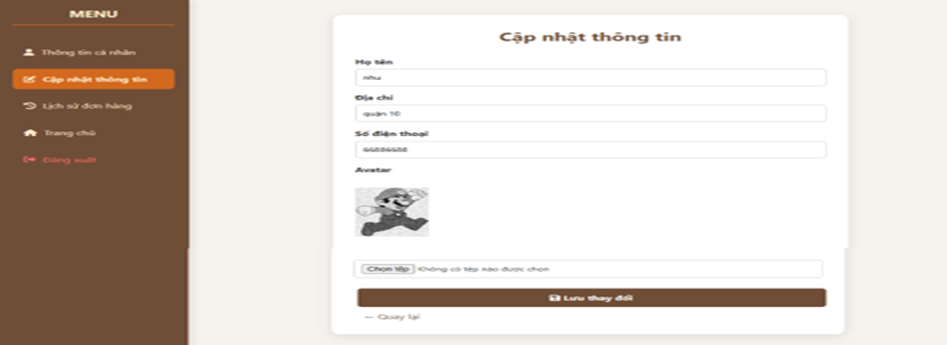 MENU
Thông tin cá nhân
Cập nhật thông tin
Lịch sử đơn hàng
Trang chủ
Đăng xuất
Cập nhật thông tin
Họ tên
như
Địa chỉ
quận 10
Số điện thoại
Avatar
Chọn tệp Không có tệp nào được chọn
Lưu thay đổi
← Quay lại